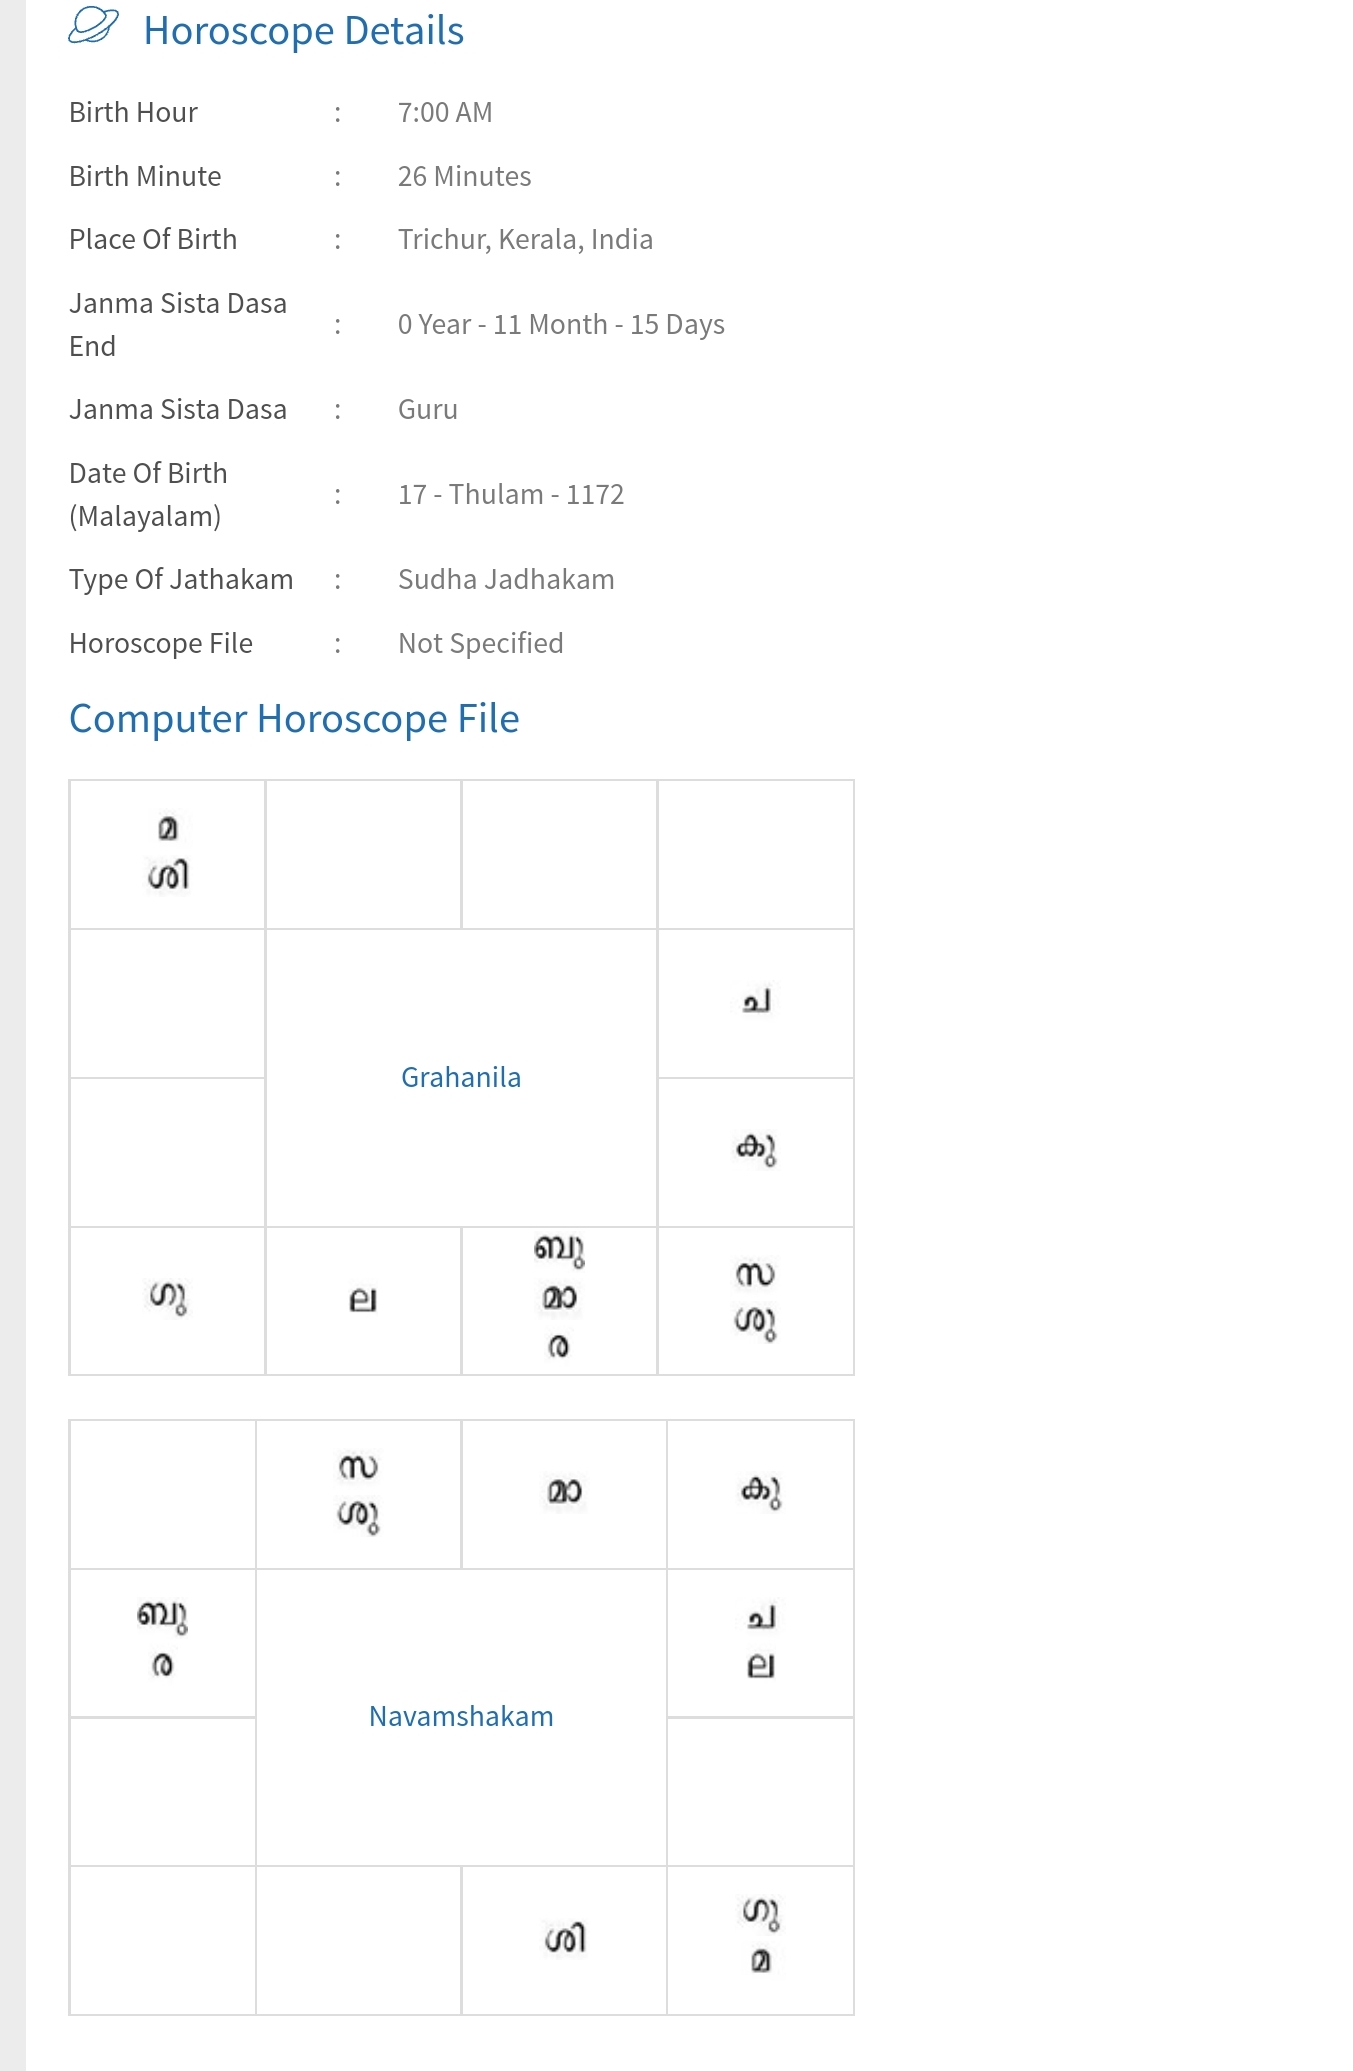 Horoscope Details
Birth Hour : 7:00 AM
Birth Minute : 26 Minutes
Place Of Birth : Trichur, Kerala, India
Janma Sista Dasa
End : 0 Year - 11 Month - 15 Days
Janma Sista Dasa : Guru
Date Of Birth
(Malayalam) : 17 - Thulam - 1172
Type Of Jathakam : Sudha Jadhakam
Horoscope File : Not Specified
Computer Horoscope File
മ
ശി
ച
Grahanila
കു
ഗു
ല
ബു
മാ
ര
സ
ശു
സ
ശു
മാ
കു
ബു
ര
ച
ല
Navamshakam
ശി
ഗു
മ